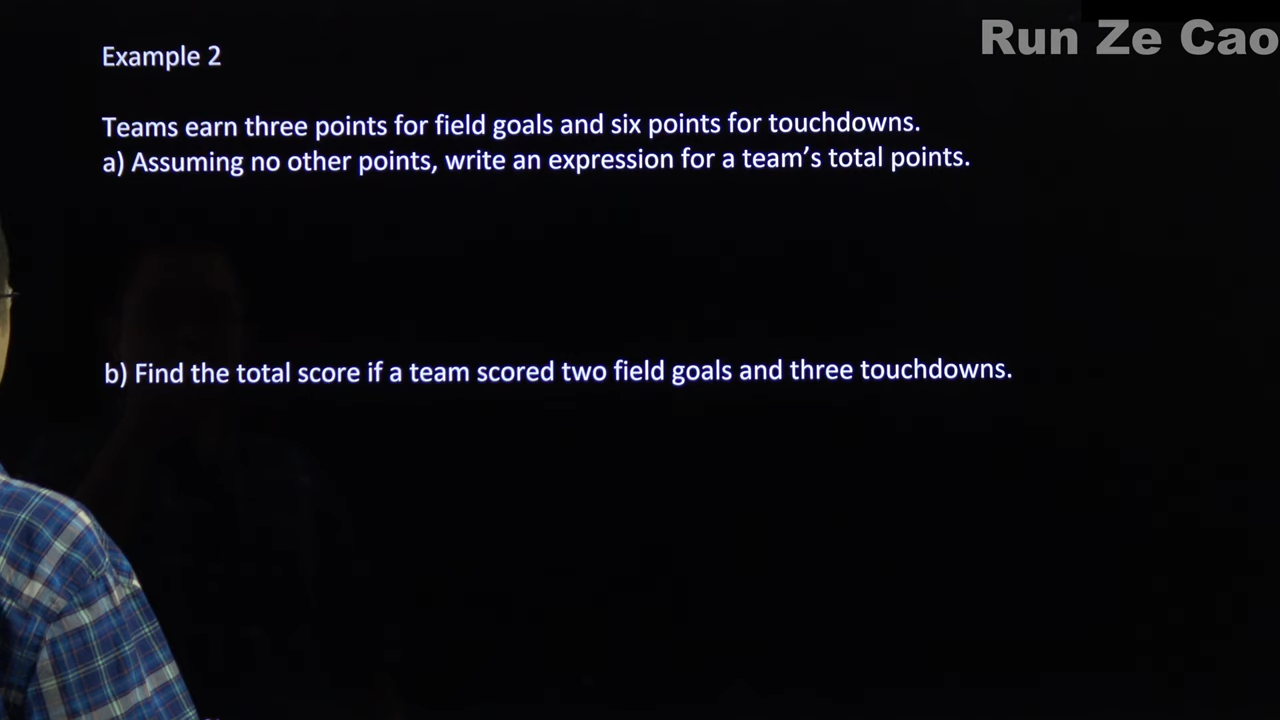 Run Ze Cao
Example 2
Teams earn three points for field goals and six points for touchdowns.
a) Assuming no other points, write an expression for a team’s total points.
b) Find the total score if a team scored two field goals and three touchdowns.